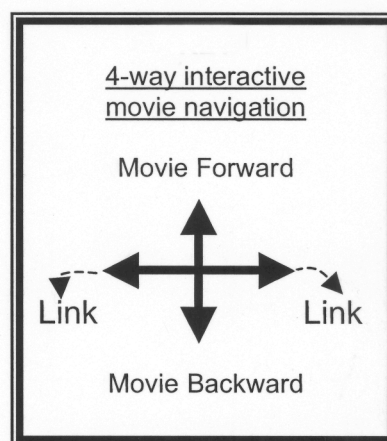 4-way interactive
movie navigation
Movie Forward
Link
Link
Movie Backward